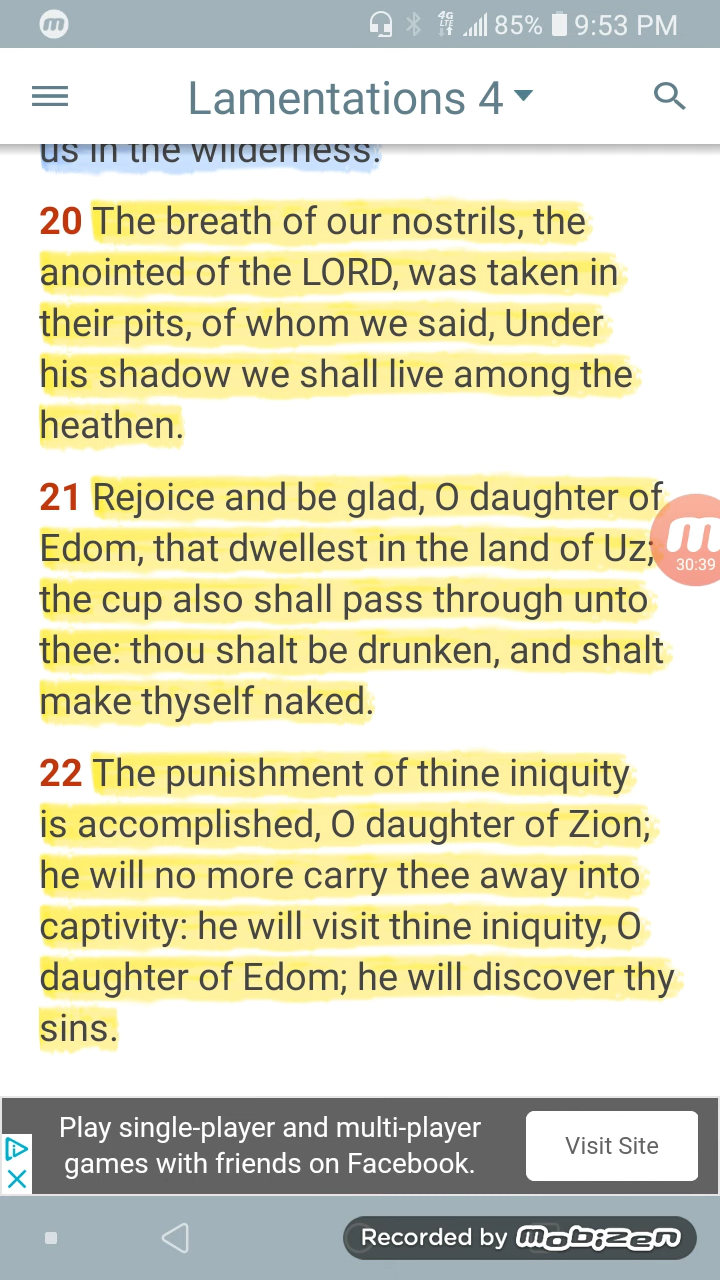 m
4G
LTE
85% 9:53 PM
Lamentations 4
us in the wilderness.
20 The breath of our nostrils, the
anointed of the LORD, was taken in
their pits, of whom we said, Under
his shadow we shall live among the
heathen.
21 Rejoice and be glad, O daughter of
Edom, that dwellest in the land of Uz;
the cup also shall pass through unto
thee: thou shalt be drunken, and shalt
make thyself naked.
m
30:39
22 The punishment of thine iniquity
is accomplished, O daughter of Zion;
he will no more carry thee away into
captivity: he will visit thine iniquity, O
daughter of Edom; he will discover thy
sins.
Play single-player and multi-player
games with friends on Facebook.
Visit Site
Recorded by mobizen